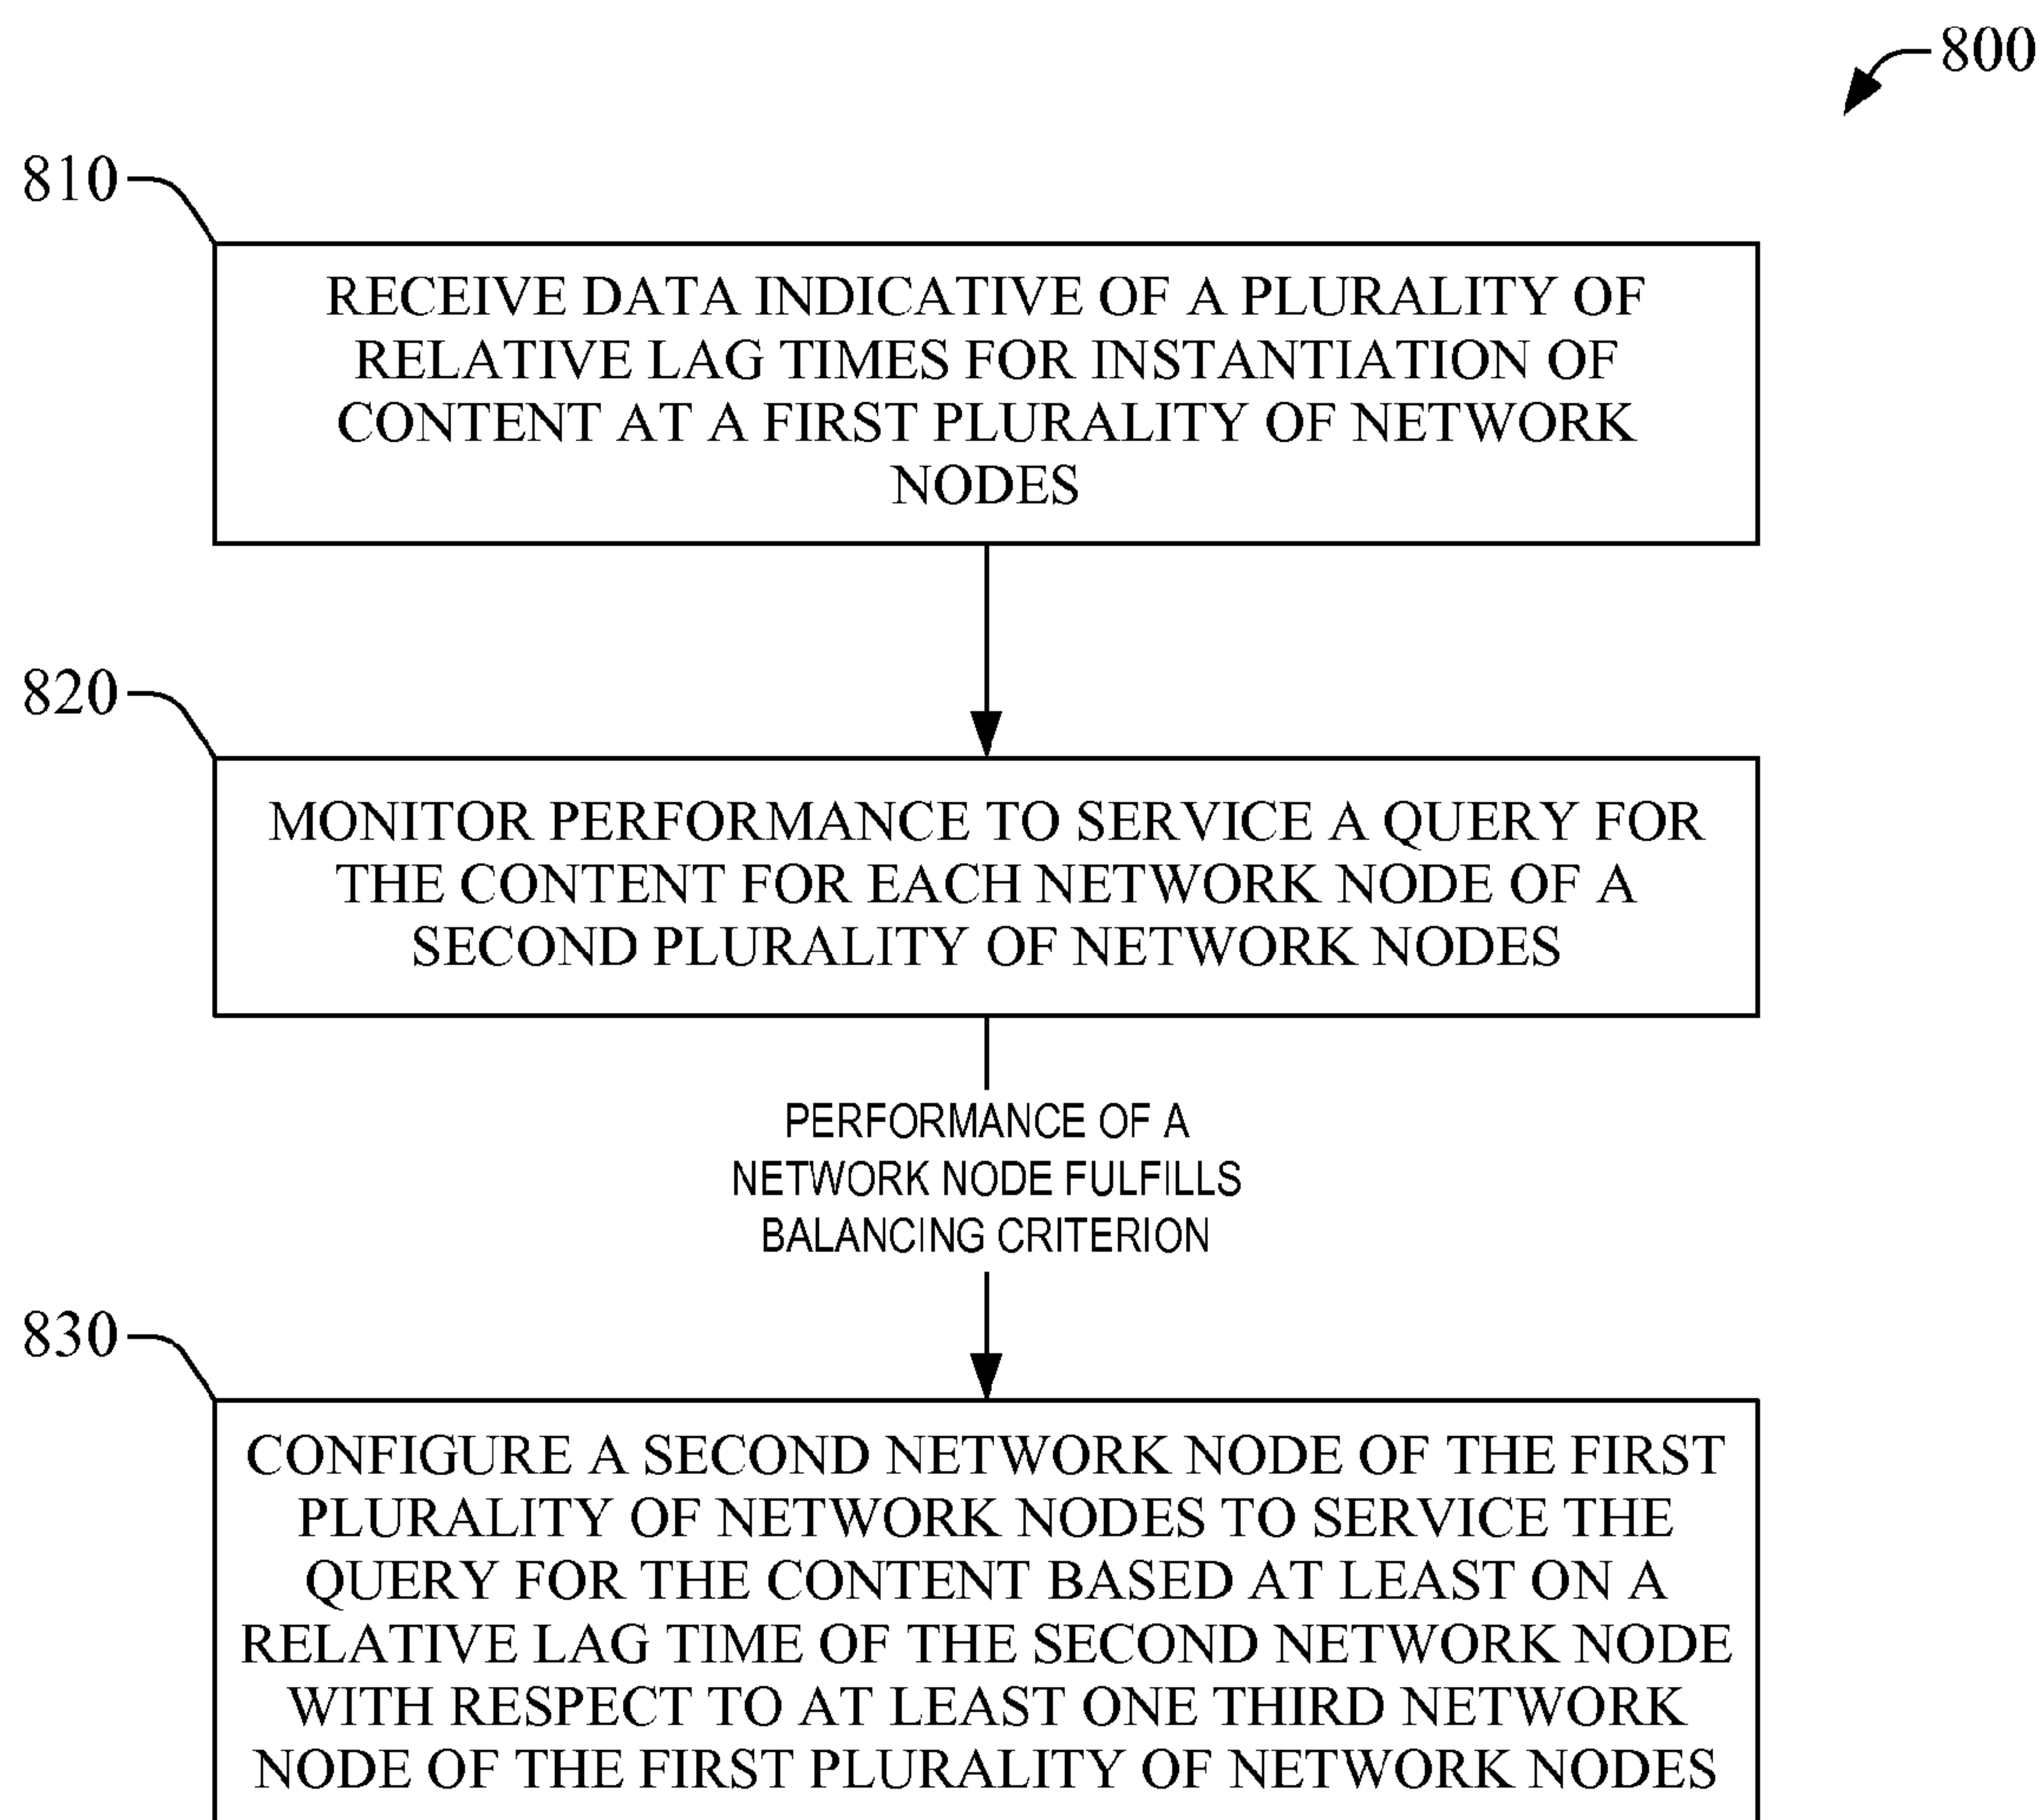 800
810
RECEIVE DATA INDICATIVE OF A PLURALITY OF
RELATIVE LAG TIMES FOR INSTANTIATION OF
CONTENT AT A FIRST PLURALITY OF NETWORK
NODES
820
MONITOR PERFORMANCE TO SERVICE A QUERY FOR
THE CONTENT FOR EACH NETWORK NODE OF A
SECOND PLURALITY OF NETWORK NODES
PERFORMANCE OF A
NETWORK NODE FULFILLS
BALANCING CRITERION
830
CONFIGURE A SECOND NETWORK NODE OF THE FIRST
PLURALITY OF NETWORK NODES TO SERVICE THE
QUERY FOR THE CONTENT BASED AT LEAST ON A
RELATIVE LAG TIME OF THE SECOND NETWORK NODE
WITH RESPECT TO AT LEAST ONE THIRD NETWORK
NODE OF THE FIRST PLURALITY OF NETWORK NODES